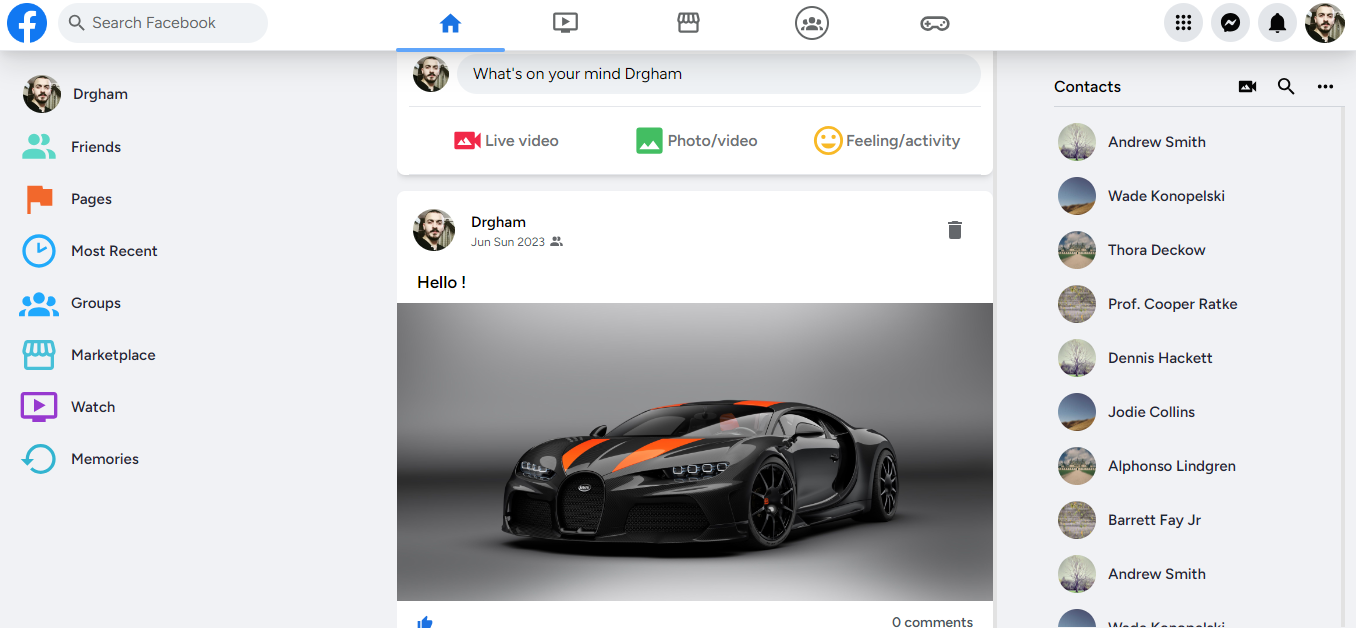 Search Facebook
Drgham
Friends
Pages
Most Recent
Groups
Marketplace
Watch
Memories
What's on your mind Drgham
Live video
Photo/video
Feeling/activity
Drgham
Jun Sun 2023
Hello !
0 comments
Contacts
Andrew Smith
Wade Konopelski
Thora Deckow
Prof. Cooper Ratke
Dennis Hackett
Jodie Collins
Alphonso Lindgren
Barrett Fay Jr
Andrew Smith
Wade Konopelski